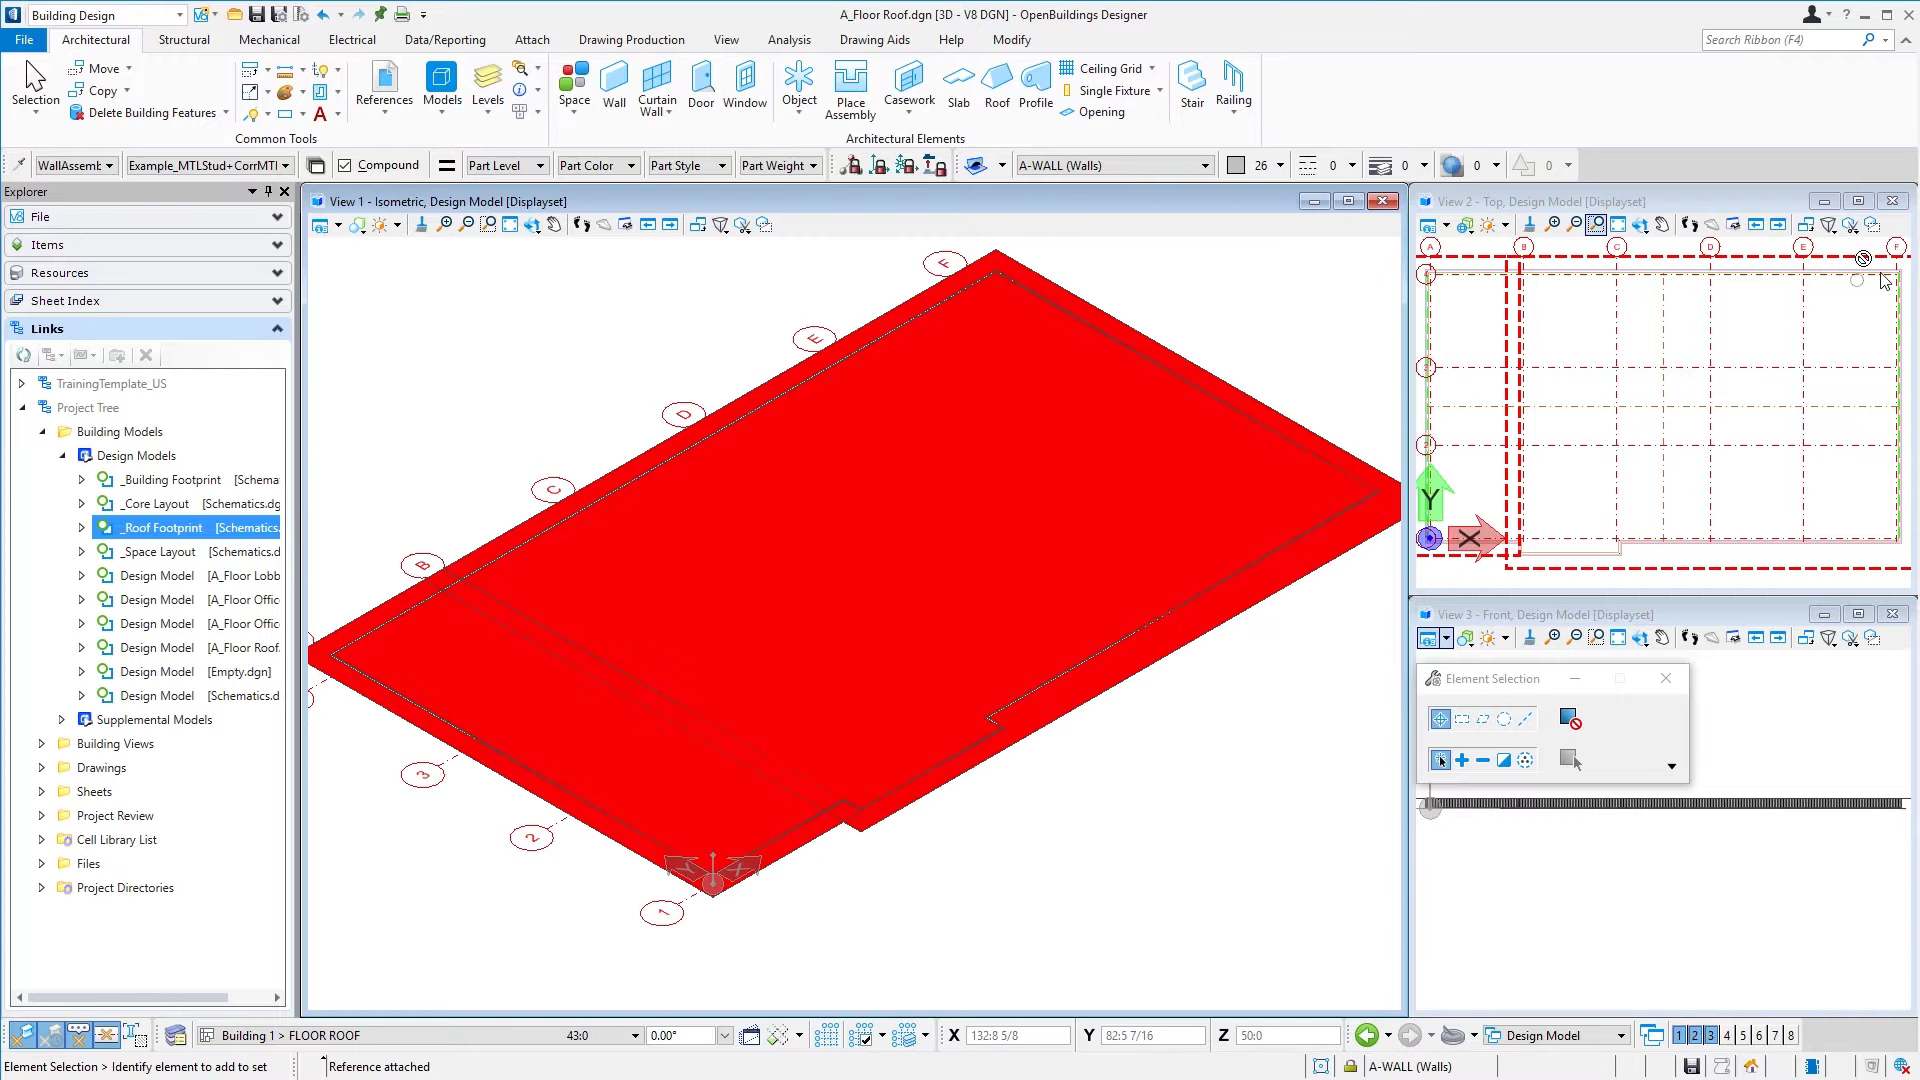 Building Design
A_Floor Roof.dgn [3D - V8 DGN] - OpenBuildings Designer
File Architectural Structural Mechanical Electrical Data/Reporting Attach Drawing Production View Analysis Drawing Aids Help Modify
Search Ribbon (F4)
Selection
Move
Copy
Delete Building Features
A
References Models Levels
Space Wall Curtain Wall Door Window Object Place Assembly Casework Slab Roof Profile
Ceiling Grid
Single Fixture
Opening
Stair Railing
Common Tools
Architectural Elements
WallAssemt Example_MTLStud+CorrMTI Compound Part Level Part Color Part Style Part Weight A-WALL (Walls) 26 0 0 0 0
Explorer
File
Items
Resources
Sheet Index
Links
TrainingTemplate_US
Project Tree
Building Models
Design Models
_Building Footprint [Schema
_Core Layout [Schematics.dg
_Roof Footprint [Schematics.
_Space Layout [Schematics.d
Design Model [A_Floor Lobb
Design Model [A_Floor Offic
Design Model [A_Floor Offic
Design Model [A_Floor Roof.
Design Model [Empty.dgn]
Design Model [Schematics.d
Supplemental Models
Building Views
Drawings
Sheets
Project Review
Cell Library List
Files
Project Directories
View 1 - Isometric, Design Model [Displayset]
F
E
D
C
B
3
2
1
Y X
View 2 - Top, Design Model [Displayset]
A B C D E F
4
3
2
Y
X
View 3 - Front, Design Model [Displayset]
Element Selection
Building 1 > FLOOR ROOF 43:0 0.00° X 132:8 5/8 Y 82:5 7/16 Z 50:0 Design Model 1 2 3 4 5 6 7 8
Element Selection > Identify element to add to set
Reference attached
A-WALL (Walls)